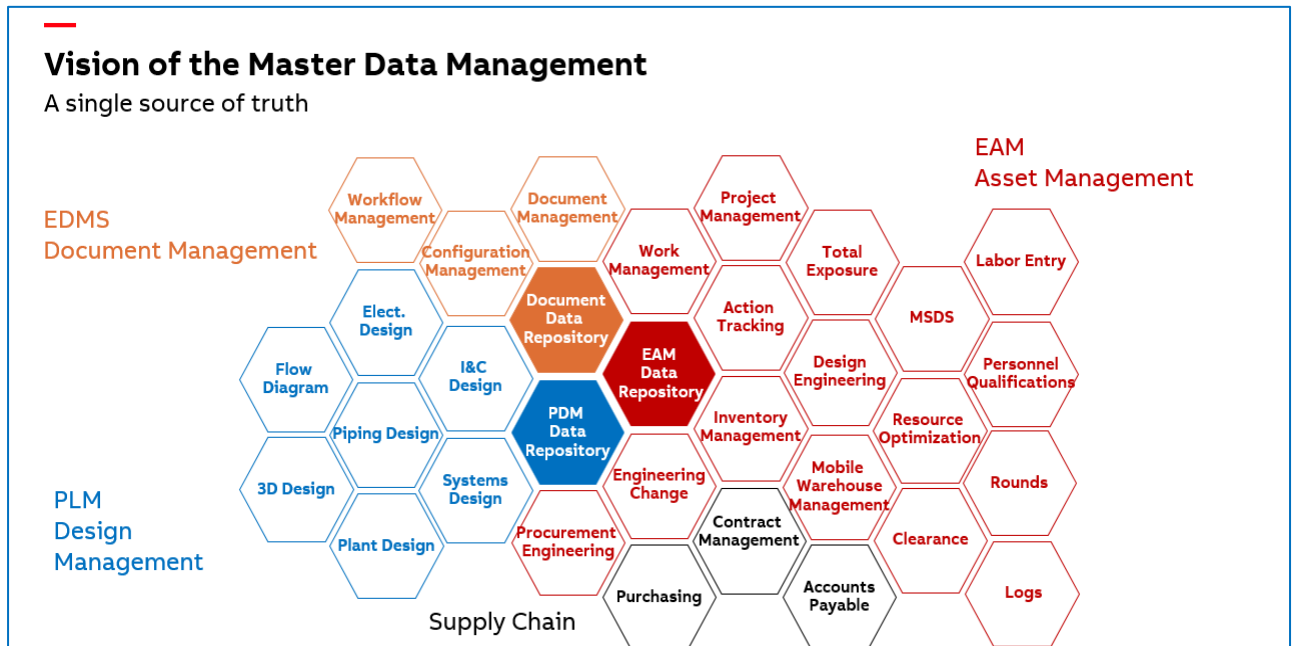 Vision of the Master Data Management
A single source of truth
EAM
Asset Management
EDMS
Document Management
Workflow
Management
Document
Management
Project
Management
Configuration
Management
Work
Management
Total
Exposure
Labor Entry
Elect.
Design
Document
Data
Repository
Action
Tracking
MSDS
Flow
Diagram
I&C
Design
EAM
Data
Repository
Design
Engineering
Personnel
Qualifications
Piping Design
PDM
Data
Repository
Inventory
Management
Resource
Optimization
3D Design
Systems
Design
Engineering
Change
Mobile
Warehouse
Management
Rounds
PLM
Design
Management
Plant Design
Procurement
Engineering
Contract
Management
Clearance
Purchasing
Accounts
Payable
Logs
Supply Chain